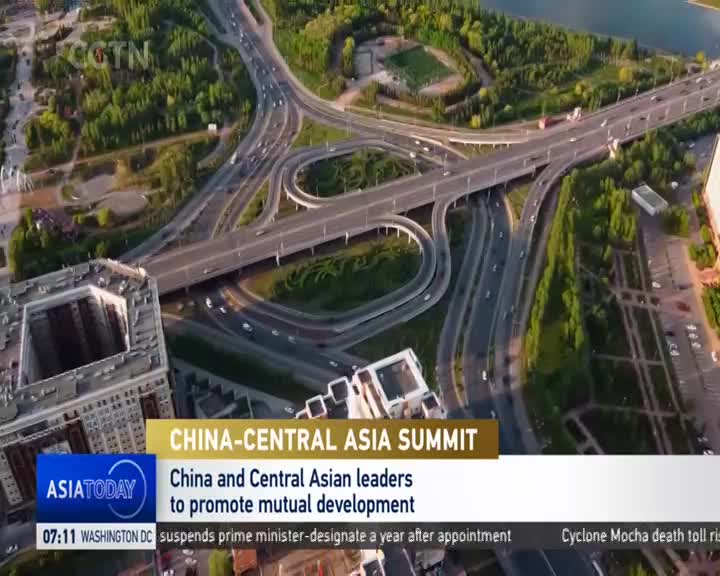 CGTN
CHINA-CENTRAL ASIA SUMMIT
China and Central Asian leaders
to promote mutual development
ASIA TODAY
07:11 WASHINGTON DC
suspends prime minister-designate a year after appointment Cyclone Mocha death toll ris